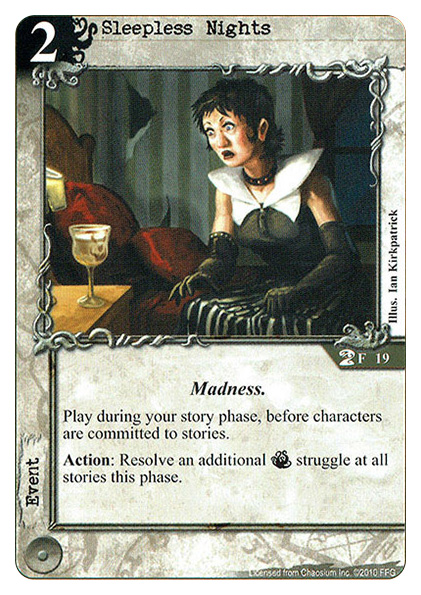 2
Sleepless Nights
Illus. Ian Kirkpatrick
F 19
Madness.
Play during your story phase, before characters
are committed to stories.
Action: Resolve an additional struggle at all
stories this phase.
Event
Licensed from Chaosium Inc. ©2010 FFG